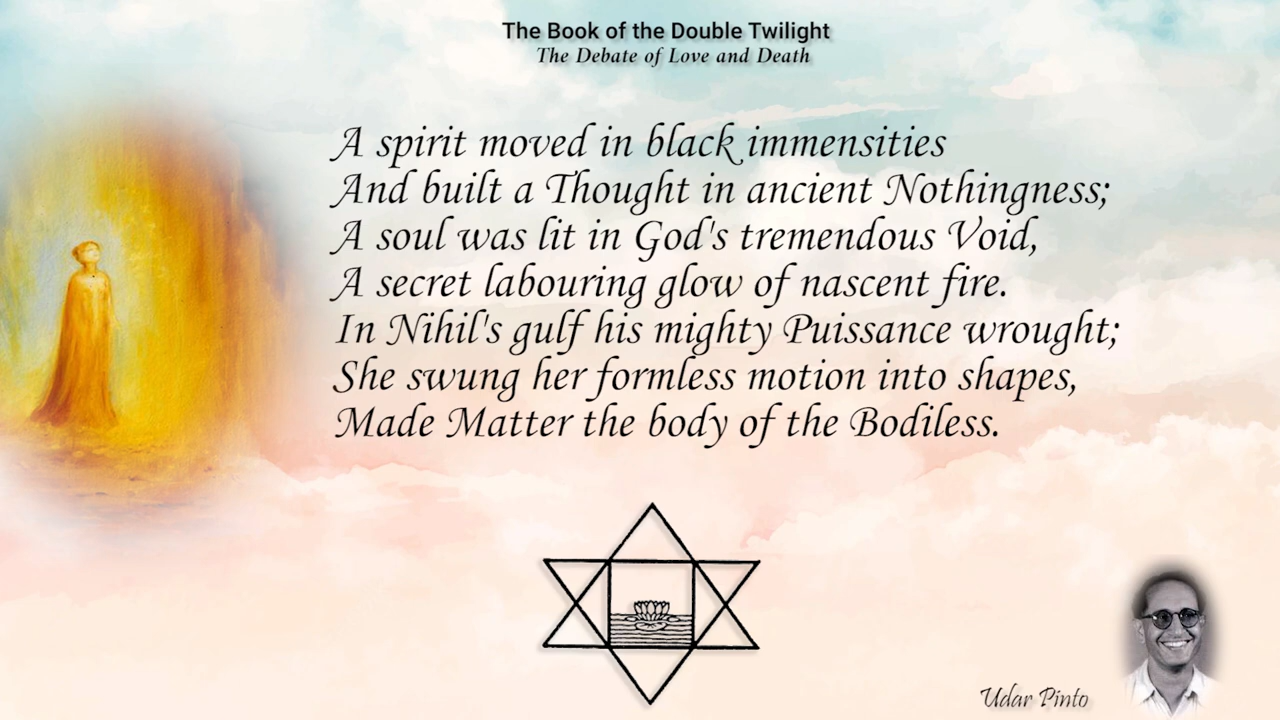 The Book of the Double Twilight
The Debate of Love and Death
A spirit moved in black immensities
And built a Thought in ancient Nothingness;
A soul was lit in God's tremendous Void,
A secret labouring glow of nascent fire.
In Nihil's gulf his mighty Puissance wrought;
She swung her formless motion into shapes,
Made Matter the body of the Bodiless.
Udar Pinto